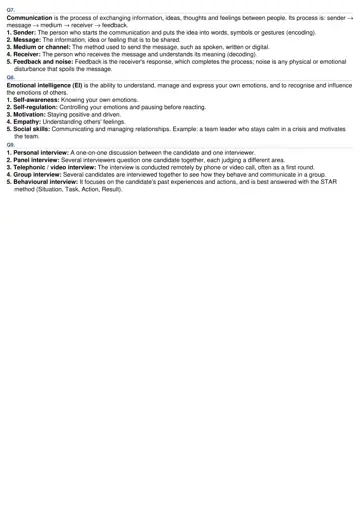 Q7.
Communication is the process of exchanging information, ideas, thoughts and feelings between people. Its process is: sender →
message → medium → receiver → feedback.
1. Sender: The person who starts the communication and puts the idea into words, symbols or gestures (encoding).
2. Message: The information, idea or feeling that is to be shared.
3. Medium or channel: The method used to send the message, such as spoken, written or digital.
4. Receiver: The person who receives the message and understands its meaning (decoding).
5. Feedback and noise: Feedback is the receiver's response, which completes the process; noise is any physical or emotional
disturbance that spoils the message.
Q8.
Emotional intelligence (EI) is the ability to understand, manage and express your own emotions, and to recognise and influence
the emotions of others.
1. Self-awareness: Knowing your own emotions.
2. Self-regulation: Controlling your emotions and pausing before reacting.
3. Motivation: Staying positive and driven.
4. Empathy: Understanding others' feelings.
5. Social skills: Communicating and managing relationships. Example: a team leader who stays calm in a crisis and motivates
the team.
Q9.
1. Personal interview: A one-on-one discussion between the candidate and one interviewer.
2. Panel interview: Several interviewers question one candidate together, each judging a different area.
3. Telephonic / video interview: The interview is conducted remotely by phone or video call, often as a first round.
4. Group interview: Several candidates are interviewed together to see how they behave and communicate in a group.
5. Behavioural interview: It focuses on the candidate's past experiences and actions, and is best answered with the STAR
method (Situation, Task, Action, Result).